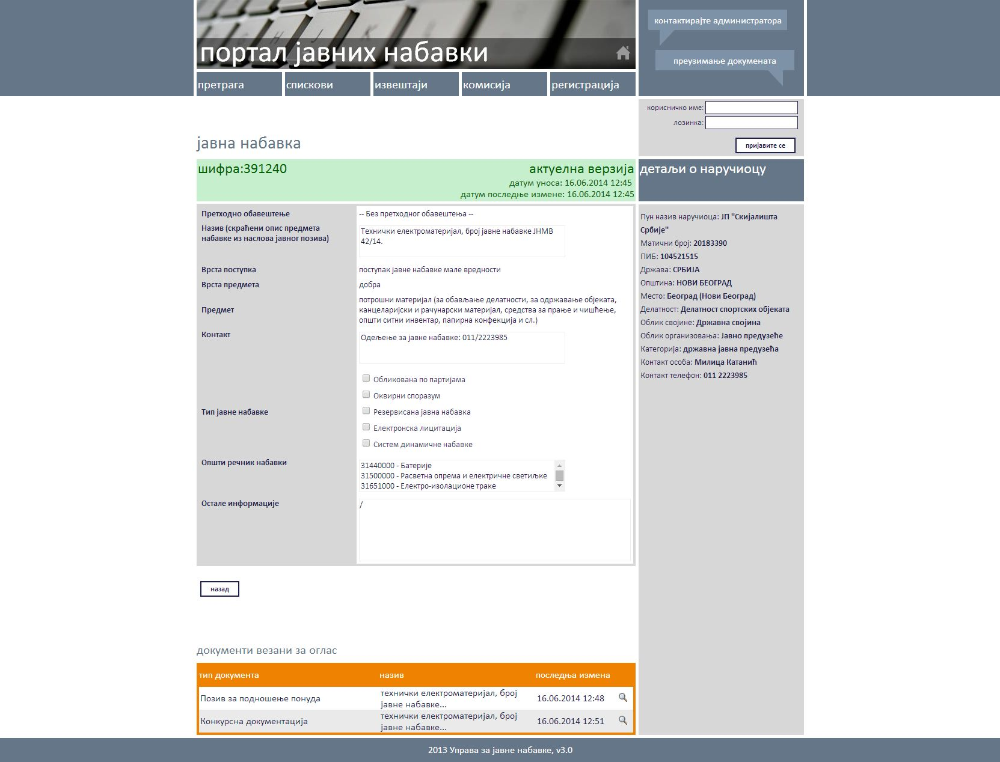 портал јавних набавки
контактирајте администратора
преузимање докумената
претрага
спискови
извештаји
комисија
регистрација
корисничко име:
лозинка:
пријавите се
јавна набавка
шифра:391240
актуелна верзија
датум уноса: 16.06.2014 12:45
датум последње измене: 16.06.2014 12:45
Претходно обавештење
-- Без претходног обавештења --
Назив (скраћени опис предмета
набавке из наслова јавног позива)
Технички електроматеријал, број јавне набавке ЈНМВ
42/14.
Врста поступка
поступак јавне набавке мале вредности
Врста предмета
добра
Предмет
потрошни материјал (за обављање делатности, за одржавање објеката,
канцеларијски и рачунарски материјал, средства за прање и чишћење,
општи ситни инвентар, папирна конфекција и сл.)
Контакт
Одељење за јавне набавке: 011/2223985
Тип јавне набавке
Обликована по партијама
Оквирни споразум
Резервисана јавна набавка
Електронска лицитација
Систем динамичне набавке
Општи речник набавки
31440000 - Батерије
31500000 - Расветна опрема и електричне светиљке
31651000 - Електро-изолационе траке
Остале информације
/
назад
детаљи о наручиоцу
Пун назив наручиоца: ЈП "Скијалишта
Србије"
Матични број: 20183390
ПИБ: 104521515
Држава: СРБИЈА
Општина: НОВИ БЕОГРАД
Место: Београд (Нови Београд)
Делатност: Делатност спортских објеката
Облик својине: Државна својина
Облик организовања: Јавно предузеће
Категорија: државна јавна предузећа
Контакт особа: Милица Катанић
Контакт телефон: 011 2223985
документи везани за оглас
тип документа
назив
последња измена
Позив за подношење понуда
технички електроматеријал, број
јавне набавке...
16.06.2014 12:48
Конкурсна документација
технички електроматеријал, број
јавне набавке...
16.06.2014 12:51
2013 Управа за јавне набавке, v3.0